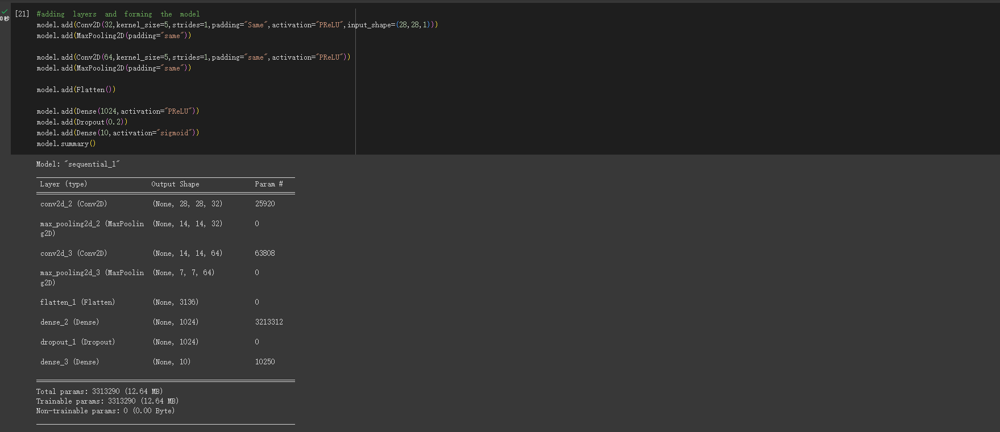 [21] #adding layers and forming the model
model.add(Conv2D(32,kernel_size=5,strides=1,padding="Same",activation="PReLU",input_shape=(28,28,1)))
model.add(MaxPooling2D(padding="same"))
model.add(Conv2D(64,kernel_size=5,strides=1,padding="same",activation="PReLU"))
model.add(MaxPooling2D(padding="same"))
model.add(Flatten())
model.add(Dense(1024,activation="PReLU"))
model.add(Dropout(0.2))
model.add(Dense(10,activation="sigmoid"))
model.summary()
0秒
Model: "sequential_1"
Layer (type) Output Shape Param #
conv2d_2 (Conv2D) (None, 28, 28, 32) 25920
max_pooling2d_2 (MaxPoolin (None, 14, 14, 32) 0
g2D)
conv2d_3 (Conv2D) (None, 14, 14, 64) 63808
max_pooling2d_3 (MaxPoolin (None, 7, 7, 64) 0
g2D)
flatten_1 (Flatten) (None, 3136) 0
dense_2 (Dense) (None, 1024) 3213312
dropout_1 (Dropout) (None, 1024) 0
dense_3 (Dense) (None, 10) 10250
Total params: 3313290 (12.64 MB)
Trainable params: 3313290 (12.64 MB)
Non-trainable params: 0 (0.00 Byte)